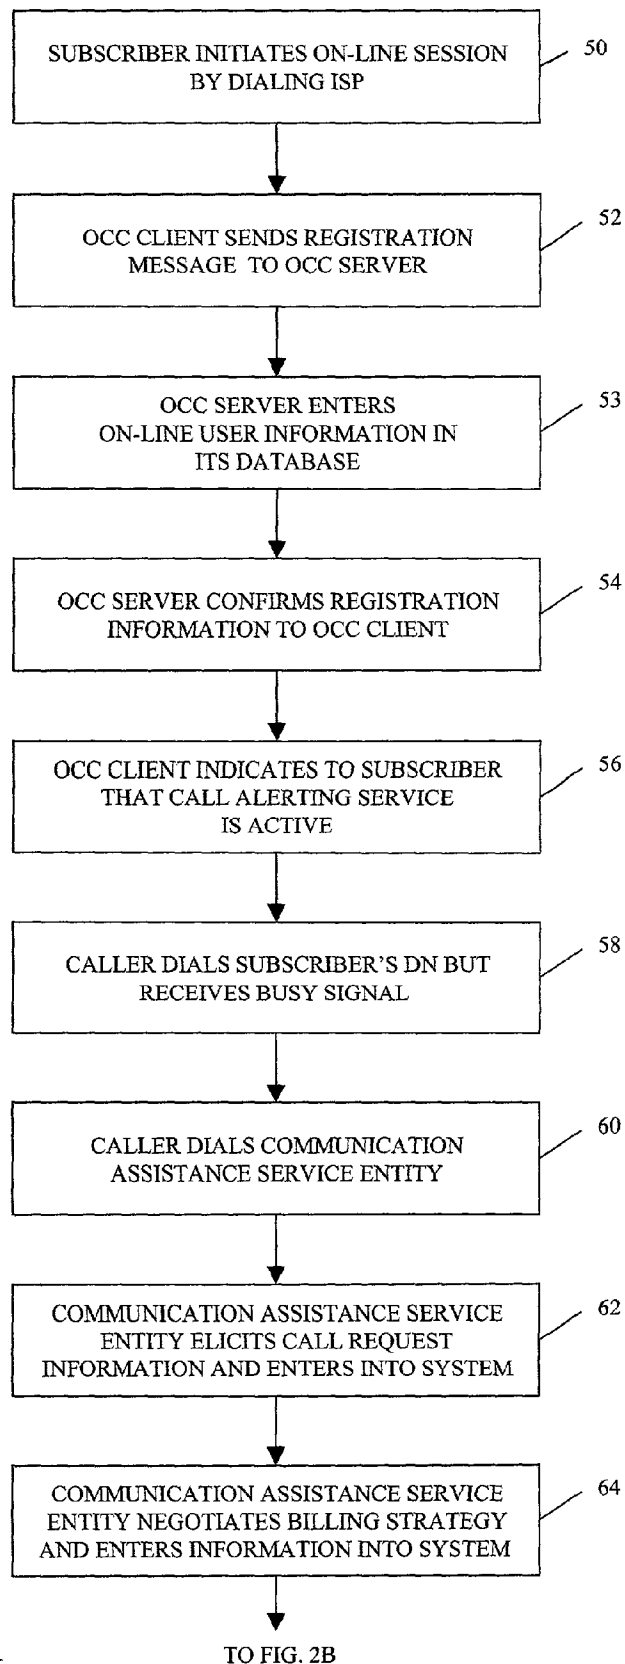 SUBSCRIBER INITIATES ON-LINE SESSION
BY DIALING ISP
50
OCC CLIENT SENDS REGISTRATION
MESSAGE TO OCC SERVER
52
OCC SERVER ENTERS
ON-LINE USER INFORMATION IN
ITS DATABASE
53
OCC SERVER CONFIRMS REGISTRATION
INFORMATION TO OCC CLIENT
54
OCC CLIENT INDICATES TO SUBSCRIBER
THAT CALL ALERTING SERVICE
IS ACTIVE
56
CALLER DIALS SUBSCRIBER'S DN BUT
RECEIVES BUSY SIGNAL
58
CALLER DIALS COMMUNICATION
ASSISTANCE SERVICE ENTITY
60
COMMUNICATION ASSISTANCE SERVICE
ENTITY ELICITS CALL REQUEST
INFORMATION AND ENTERS INTO SYSTEM
62
COMMUNICATION ASSISTANCE SERVICE
ENTITY NEGOTIATES BILLING STRATEGY
AND ENTERS INFORMATION INTO SYSTEM
64
TO FIG. 2B